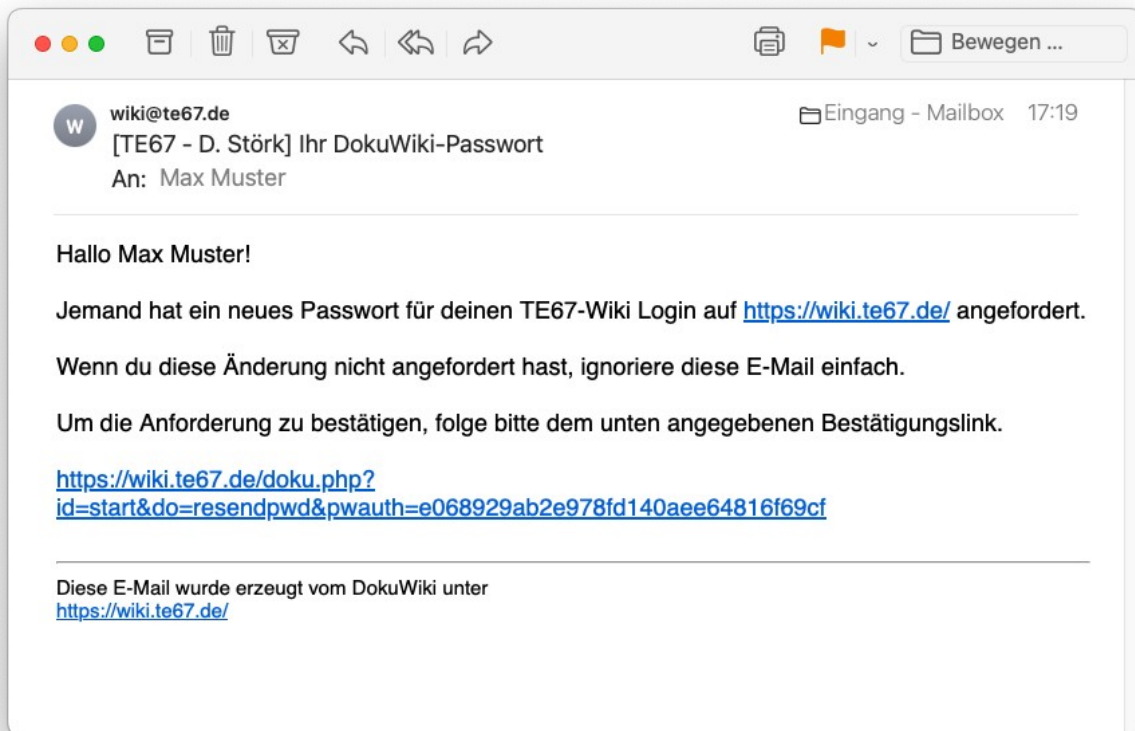 Bewegen ...
W
wiki@te67.de
Eingang - Mailbox 17:19
[TE67 - D. Störk] Ihr DokuWiki-Passwort
An: Max Muster
Hallo Max Muster!
Jemand hat ein neues Passwort für deinen TE67-Wiki Login auf https://wiki.te67.de/ angefordert.
Wenn du diese Änderung nicht angefordert hast, ignoriere diese E-Mail einfach.
Um die Anforderung zu bestätigen, folge bitte dem unten angegebenen Bestätigungslink.
https://wiki.te67.de/doku.php?
id=start&do=resendpwd&pwauth=e068929ab2e978fd140aee64816f69cf
Diese E-Mail wurde erzeugt vom DokuWiki unter
https://wiki.te67.de/